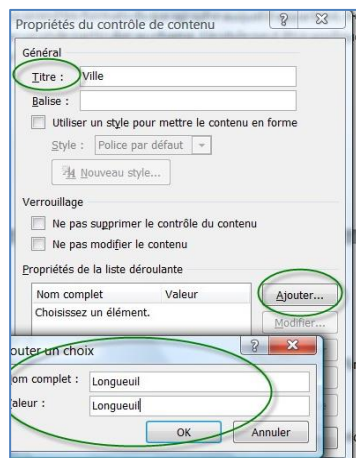 Propriétés du contrôle de contenu
Général
Titre : Ville
Balise :
Utiliser un style pour mettre le contenu en forme
Style : Police par défaut
Nouveau style...
Verrouillage
Ne pas supprimer le contrôle du contenu
Ne pas modifier le contenu
Propriétés de la liste déroulante
Nom complet Valeur
Choisissez un élément.
Ajouter...
Modifier...
outer un choix
om complet : Longueuil
aleur : Longueuil
OK Annuler